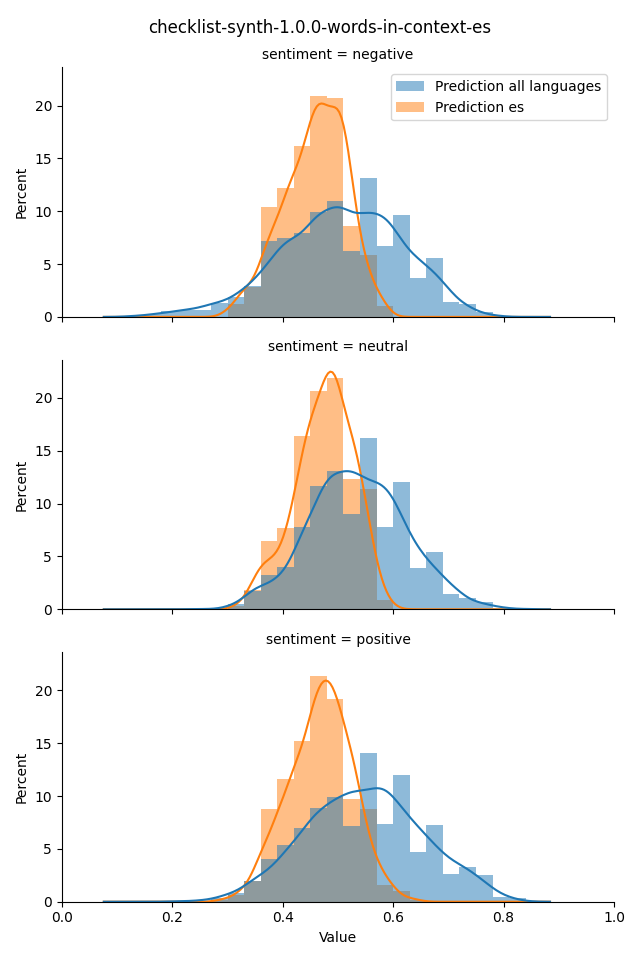 checklist-synth-1.0.0-words-in-context-es
sentiment = negative
Prediction all languages
Prediction es
20
15
10
5
0
Percent
sentiment = neutral
20
15
10
5
0
Percent
sentiment = positive
20
15
10
5
0
Percent
0.0 0.2 0.4 0.6 0.8 1.0
Value